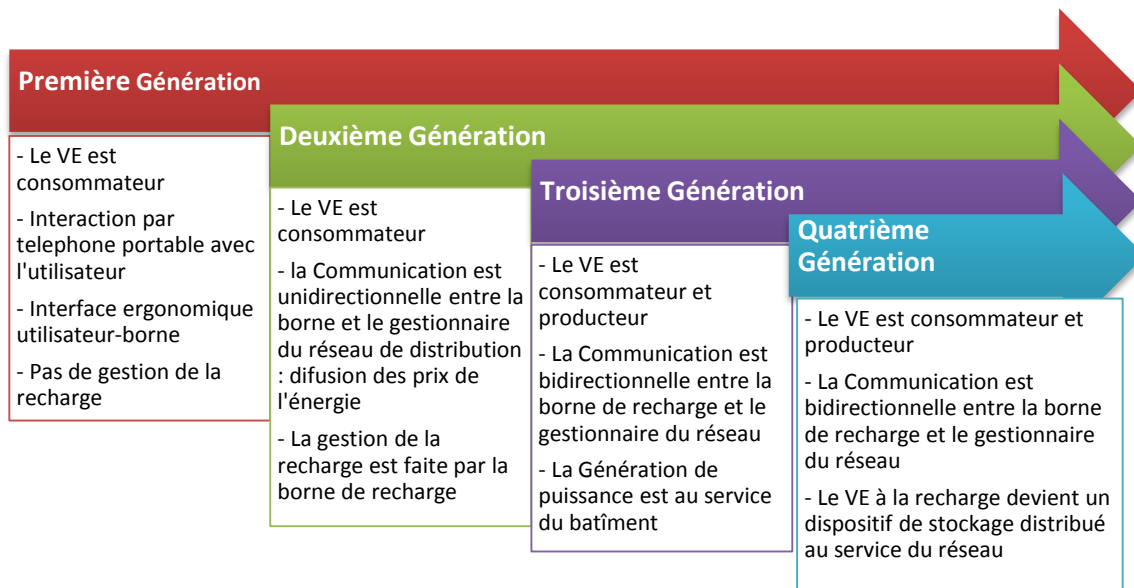 Première Génération
- Le VE est
consommateur
- Interaction par
telephone portable avec
l'utilisateur
- Interface ergonomique
utilisateur-borne
- Pas de gestion de la
recharge
Deuxième Génération
- Le VE est
consommateur
- la Communication est
unidirectionnelle entre la
borne et le gestionnaire
du réseau de distribution
: difusion des prix de
l'énergie
- La gestion de la
recharge est faite par la
borne de recharge
Troisième Génération
- Le VE est
consommateur et
producteur
- La Communication est
bidirectionnelle entre la
borne de recharge et le
gestionnaire du réseau
- La Génération de
puissance est au service
du batîment
Quatrième
Génération
- Le VE est consommateur et
producteur
- La Communication est
bidirectionnelle entre la borne
de recharge et le gestionnaire
du réseau
- Le VE à la recharge devient un
dispositif de stockage distribué
au service du réseau